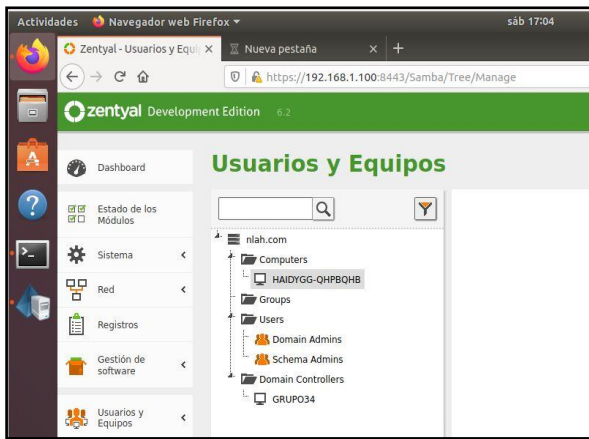 Actividades Navegador web Firefox sáb 17:04
Zentyal - Usuarios y Equip Nueva pestaña
https://192.168.1.100:8443/Samba/Tree/Manage
zentyal Development Edition 6.2
Dashboard
Estado de los
Módulos
Sistema
Red
Registros
Gestión de
software
Usuarios y
Equipos
Usuarios y Equipos
nlah.com
Computers
HAIDYGG-QHPBQHB
Groups
Users
Domain Admins
Schema Admins
Domain Controllers
GRUPO34